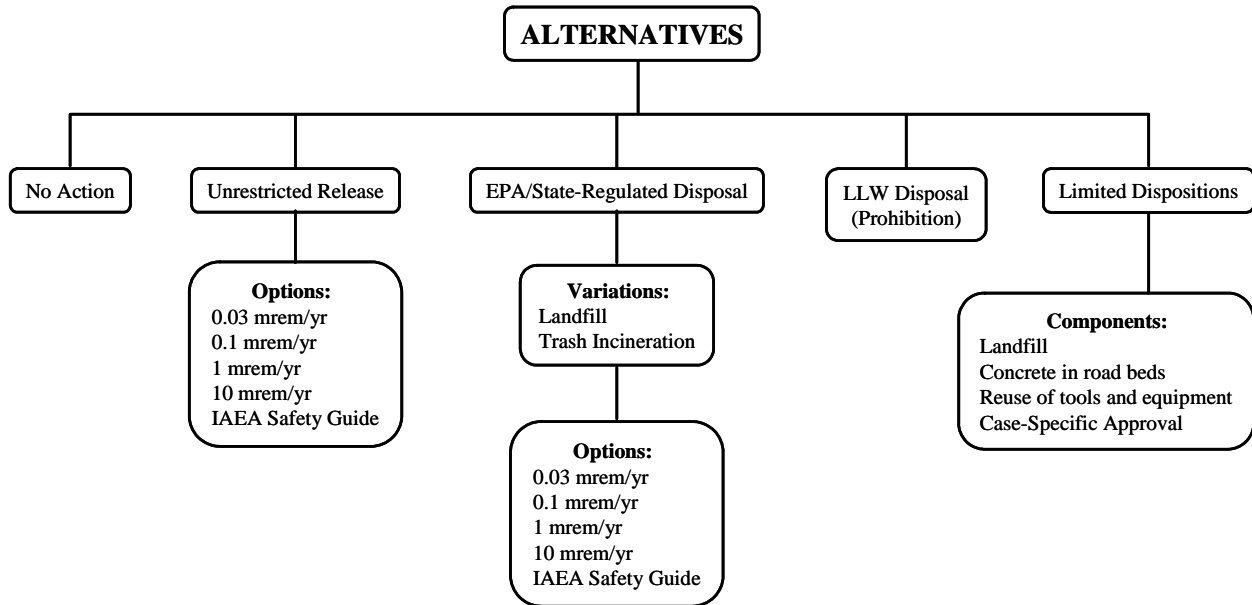 ALTERNATIVES
No Action
Unrestricted Release
EPA/State-Regulated Disposal
LLW Disposal
(Prohibition)
Limited Dispositions
Options:
0.03 mrem/yr
0.1 mrem/yr
1 mrem/yr
10 mrem/yr
IAEA Safety Guide
Variations:
Landfill
Trash Incineration
Options:
0.03 mrem/yr
0.1 mrem/yr
1 mrem/yr
10 mrem/yr
IAEA Safety Guide
Components:
Landfill
Concrete in road beds
Reuse of tools and equipment
Case-Specific Approval